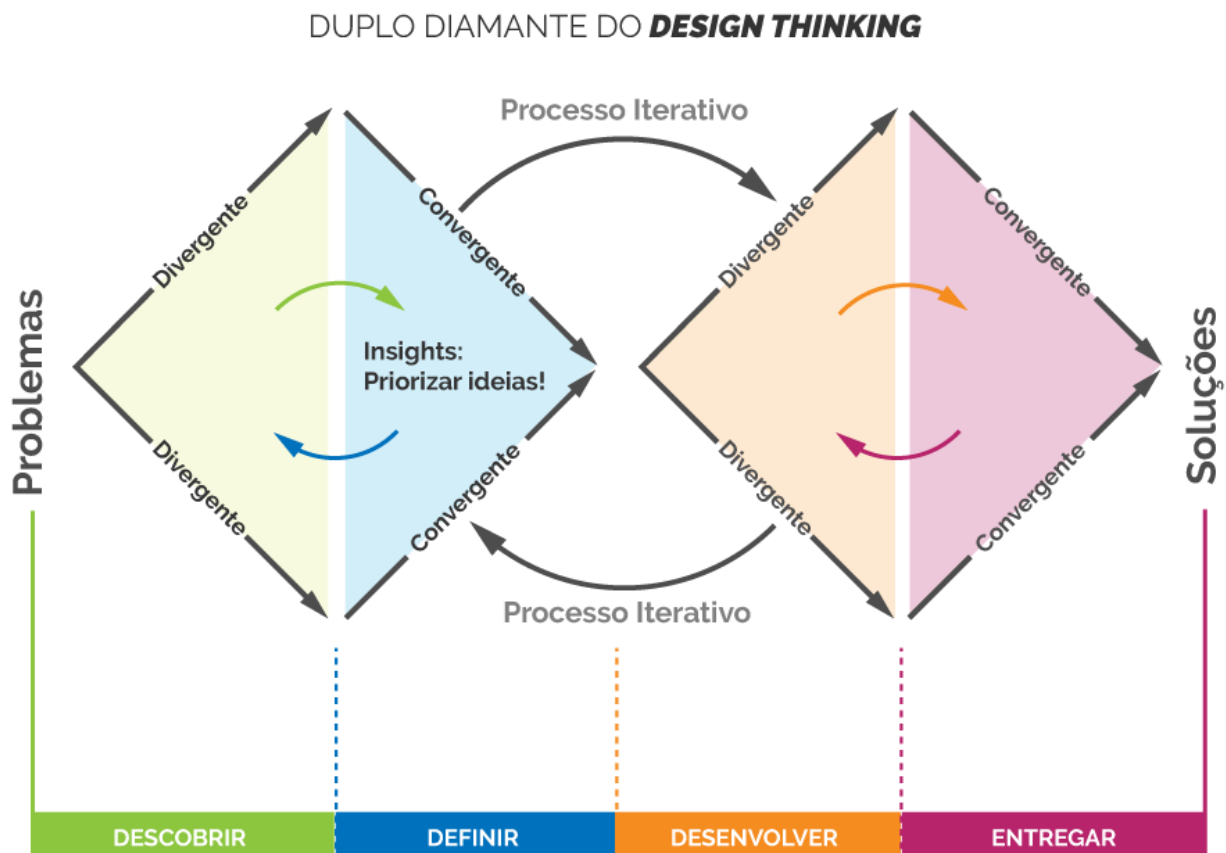 DUPLO DIAMANTE DO DESIGN THINKING
Processo Iterativo
Divergente
Convergente
Divergente
Convergente
Problemas
Insights:
Priorizar ideias!
Soluções
Divergente
Convergente
Divergente
Convergente
Processo Iterativo
DESCOBRIR
DEFINIR
DESENVOLVER
ENTREGAR